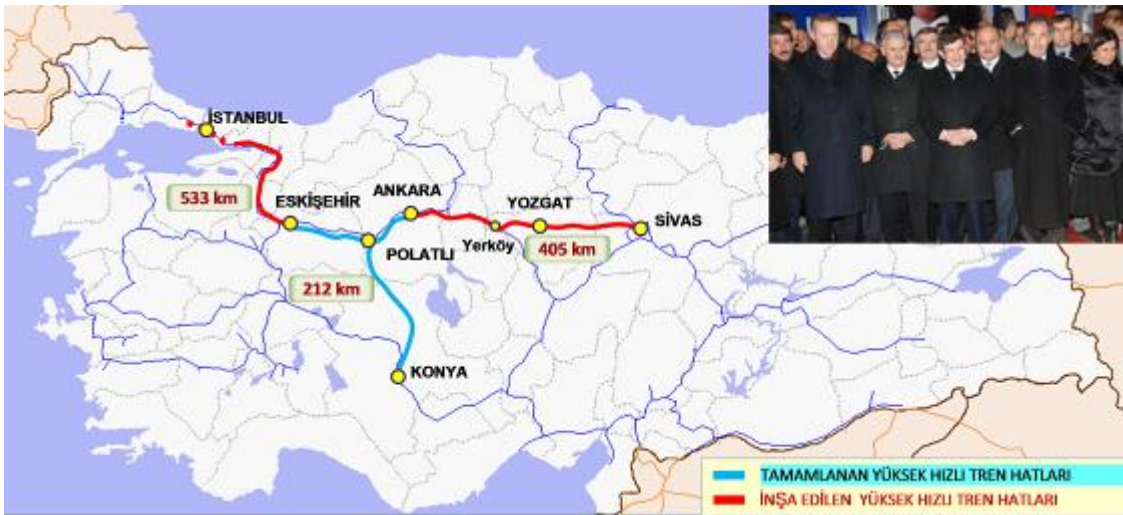 İSTANBUL
533 km
ESKİŞEHİR
ANKARA
YOZGAT
SİVAS
POLATLI
Yerköy
405 km
212 km
KONYA
TAMAMLANAN YÜKSEK HIZLI TREN HATLARI
İNŞA EDİLEN YÜKSEK HIZLI TREN HATLARI